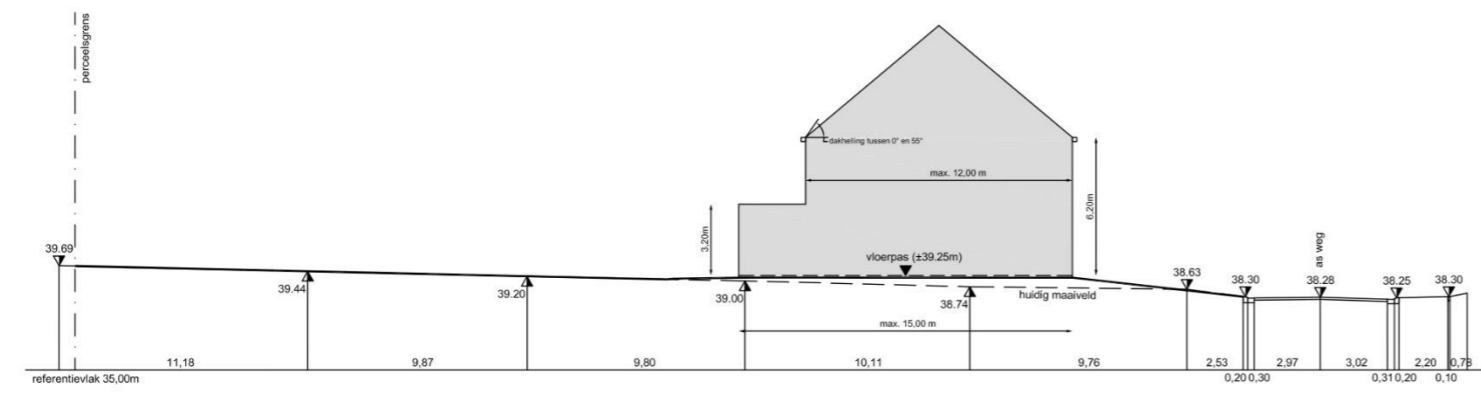 perceelsgrens
dakhelling tussen 0° en 55°
max. 12,00 m
6,20m
3,20m
as weg
39.69
vloerpas (±39.25m)
38.63
38.30
38.28
38.25
38.30
39.44
39.20
39.00
38.74
huidig maaiveld
max. 15,00 m
11,18
9,87
9,80
10,11
9,76
2,53
2,97
3,02
2,20
0,78
referentievlak 35,00m
0,20
0,30
0,31
0,20
0,10